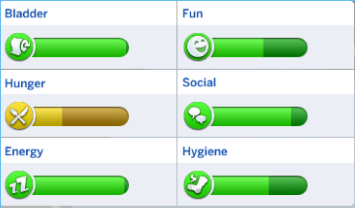 Bladder
Fun
Hunger
Social
Energy
Hygiene